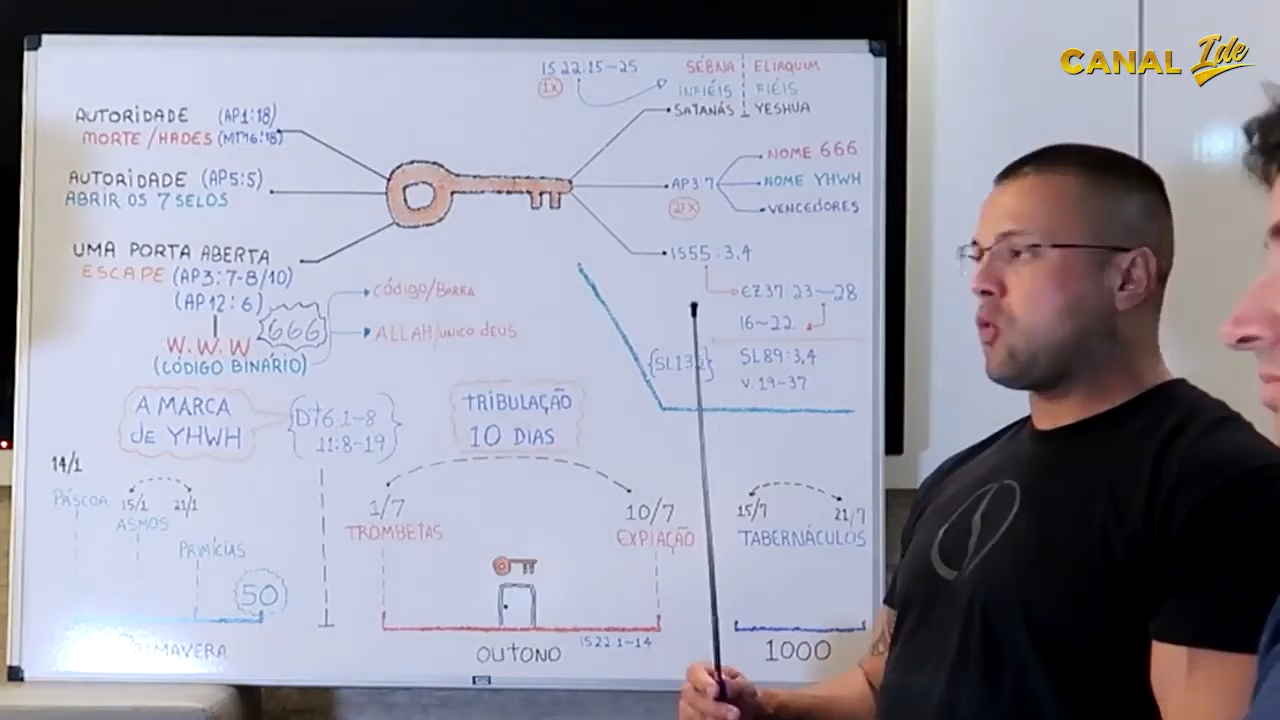 CANAL Ide
AUTORIDADE (AP1:18)
MORTE/HADES (MT16:18)
AUTORIDADE (AP5:5)
ABRIR OS 7 SELOS
UMA PORTA ABERTA
ESCAPE (AP3:7-8/10)
(AP12:6)
W.W.W
(CÓDIGO BINÁRIO)
666
CÓDIGO/BARRA
ALLAH/UNICO DEUS
IS 22:15-25
1X
SÉBNA ELIAQUIM
INFIÉIS FIÉIS
SATANÁS YESHUA
AP3:7
2X
NOME 666
NOME YHWH
VENCEDORES
IS55:3,4
EZ37:23-28
16-22
SL89:3,4
V.19-37
A MARCA
de YHWH
Dt6:1-8
11:8-19
TRIBULAÇÃO
10 DIAS
14/1
PÁSCOA
15/1 21/1
ASMOS
PRIMÍCIAS
50
PRIMAVERA
1/7
TROMBETAS
10/7
EXPIAÇÃO
IS22:1-14
OUTONO
15/7 21/7
TABERNÁCULOS
1000